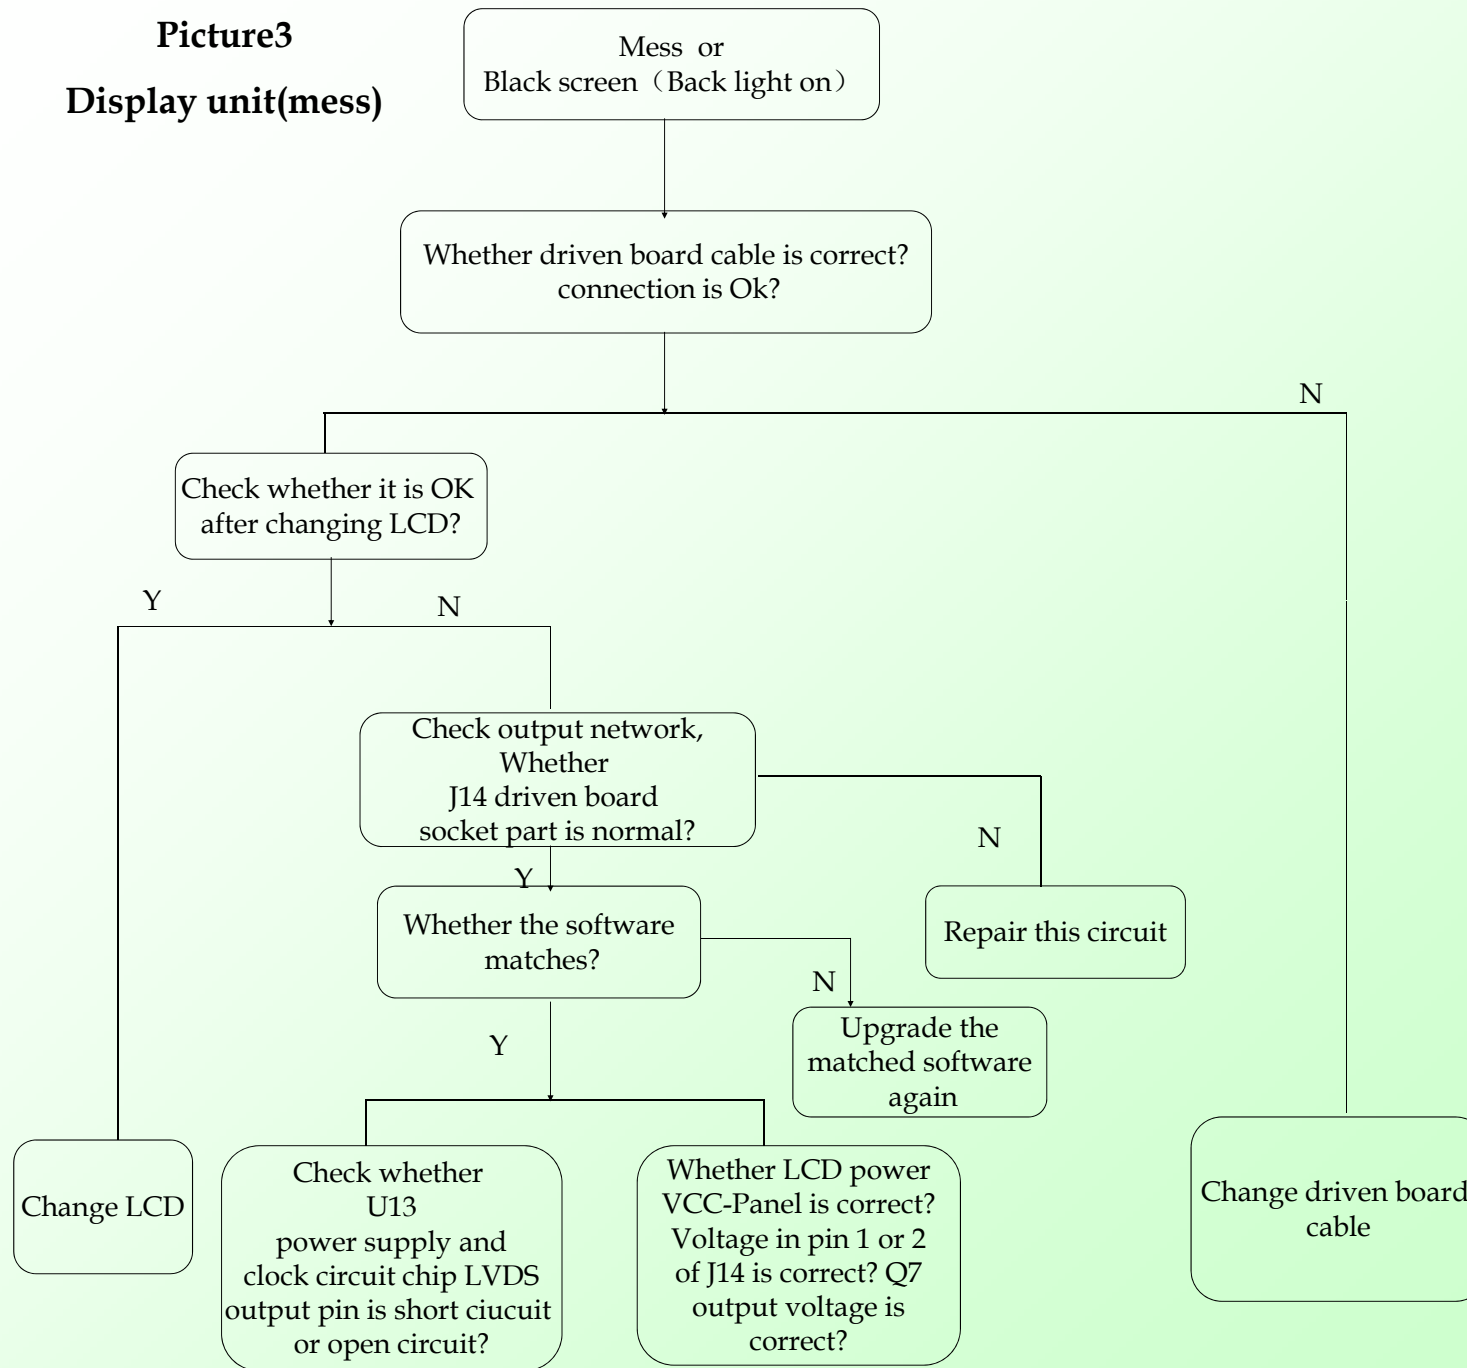 Picture3
Display unit(mess)
Mess or
Black screen（Back light on）
Whether driven board cable is correct?
connection is Ok?
N
Check whether it is OK
after changing LCD?
Y
N
Check output network,
Whether
J14 driven board
socket part is normal?
N
Y
Whether the software
matches?
Repair this circuit
N
Upgrade the
matched software
again
Y
Change LCD
Check whether
U13
power supply and
clock circuit chip LVDS
output pin is short ciucuit
or open circuit?
Whether LCD power
VCC-Panel is correct?
Voltage in pin 1 or 2
of J14 is correct? Q7
output voltage is
correct?
Change driven board
cable